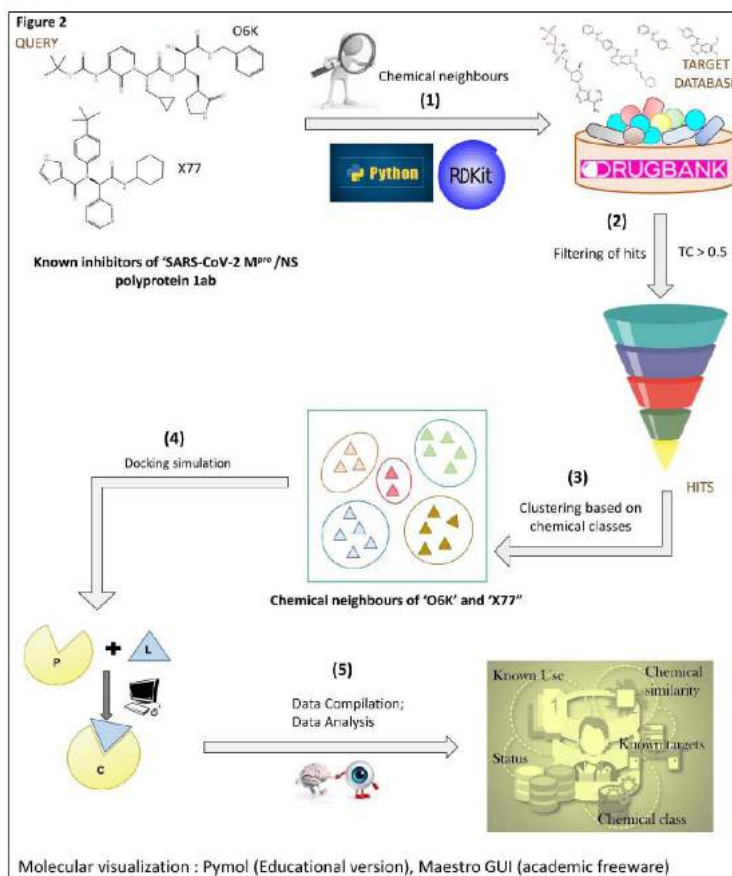 Figure 2
QUERY
O6K
X77
Known inhibitors of 'SARS-CoV-2 Mpro /NS
polyprotein 1ab
Chemical neighbours
(1)
Python
RDKit
TARGET
DATABASE
DRUGBANK
(2)
Filtering of hits
TC > 0.5
HITS
(3)
Clustering based on
chemical classes
Chemical neighbours of 'O6K' and 'X77"
(4)
Docking simulation
P
L
C
(5)
Data Compilation;
Data Analysis
Known Use
Chemical
similarity
Known targets
Status
Chemical class
Molecular visualization : Pymol (Educational version), Maestro GUI (academic freeware)